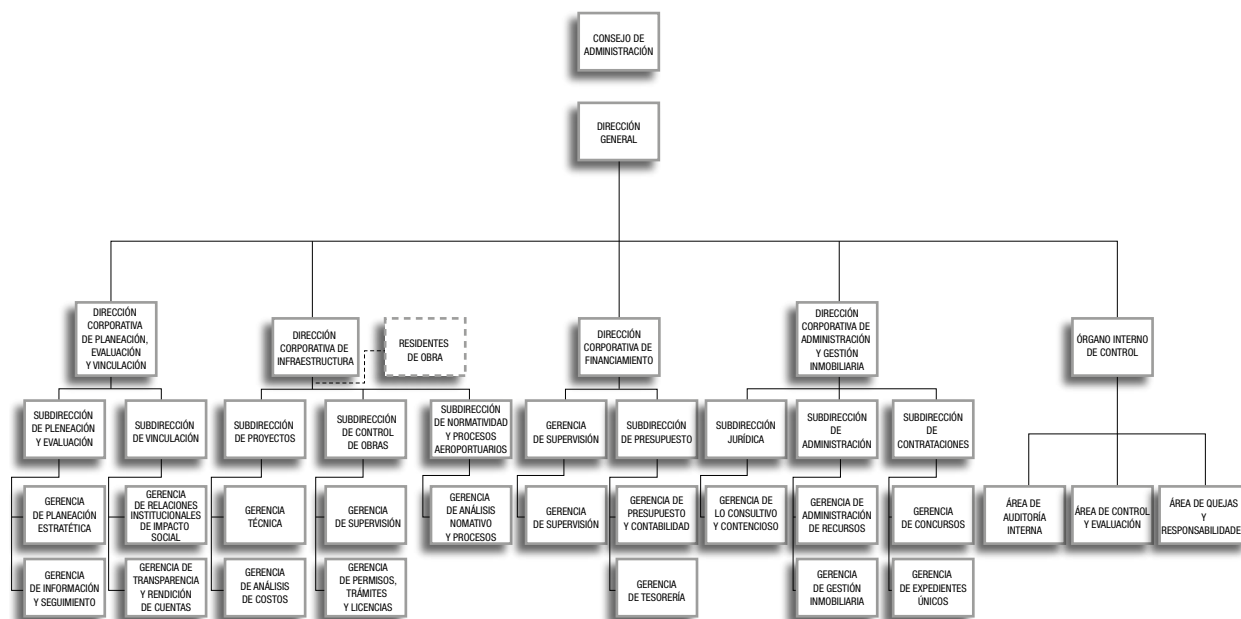 CONSEJO DE
ADMINISTRACIÓN
DIRECCIÓN
GENERAL
DIRECCIÓN
CORPORATIVA
DE PLANEACIÓN,
EVALUACIÓN
Y VINCULACIÓN
DIRECCIÓN
CORPORATIVA DE
INFRAESTRUCTURA
RESIDENTES
DE OBRA
DIRECCIÓN
CORPORATIVA DE
FINANCIAMIENTO
DIRECCIÓN
CORPORATIVA DE
ADMINISTRACIÓN
Y GESTIÓN
INMOBILIARIA
ÓRGANO INTERNO
DE CONTROL
SUBDIRECCIÓN
DE PLENEACIÓN
Y EVALUACIÓN
SUBDIRECCIÓN
DE VINCULACIÓN
SUBDIRECCIÓN
DE PROYECTOS
SUBDIRECCIÓN
DE CONTROL
DE OBRAS
SUBDIRECCIÓN
DE NORMATIVIDAD
Y PROCESOS
AEROPORTUARIOS
GERENCIA
DE SUPERVISIÓN
SUBDIRECCIÓN
DE PRESUPUESTO
SUBDIRECCIÓN
JURÍDICA
SUBDIRECCIÓN
DE
ADMINISTRACIÓN
SUBDIRECCIÓN
DE
CONTRATACIONES
GERENCIA
DE PLANEACIÓN
ESTRATÉTICA
GERENCIA
DE RELACIONES
INSTITUCIONALES
DE IMPACTO
SOCIAL
GERENCIA
TÉCNICA
GERENCIA
DE SUPERVISIÓN
GERENCIA
DE ANÁLISIS
NOMATIVO
Y PROCESOS
GERENCIA
DE SUPERVISIÓN
GERENCIA DE
PRESUPUESTO
Y CONTABILIDAD
GERENCIA DE
LO CONSULTIVO
Y CONTENCIOSO
GERENCIA DE
ADMINISTRACIÓN
DE RECURSOS
GERENCIA
DE CONCURSOS
ÁREA DE
AUDITORÍA
INTERNA
ÁREA DE CONTROL
Y EVALUACIÓN
ÁREA DE QUEJAS
Y
RESPONSABILIDADE
GERENCIA
DE INFORMACIÓN
Y SEGUIMIENTO
GERENCIA DE
TRANSPARENCIA
Y RENDICIÓN
DE CUENTAS
GERENCIA
DE ANÁLISIS
DE COSTOS
GERENCIA
DE PERMISOS,
TRÁMITES
Y LICENCIAS
GERENCIA
DE TESORERÍA
GERENCIA
DE GESTIÓN
INMOBILIARIA
GERENCIA
DE EXPEDIENTES
ÚNICOS